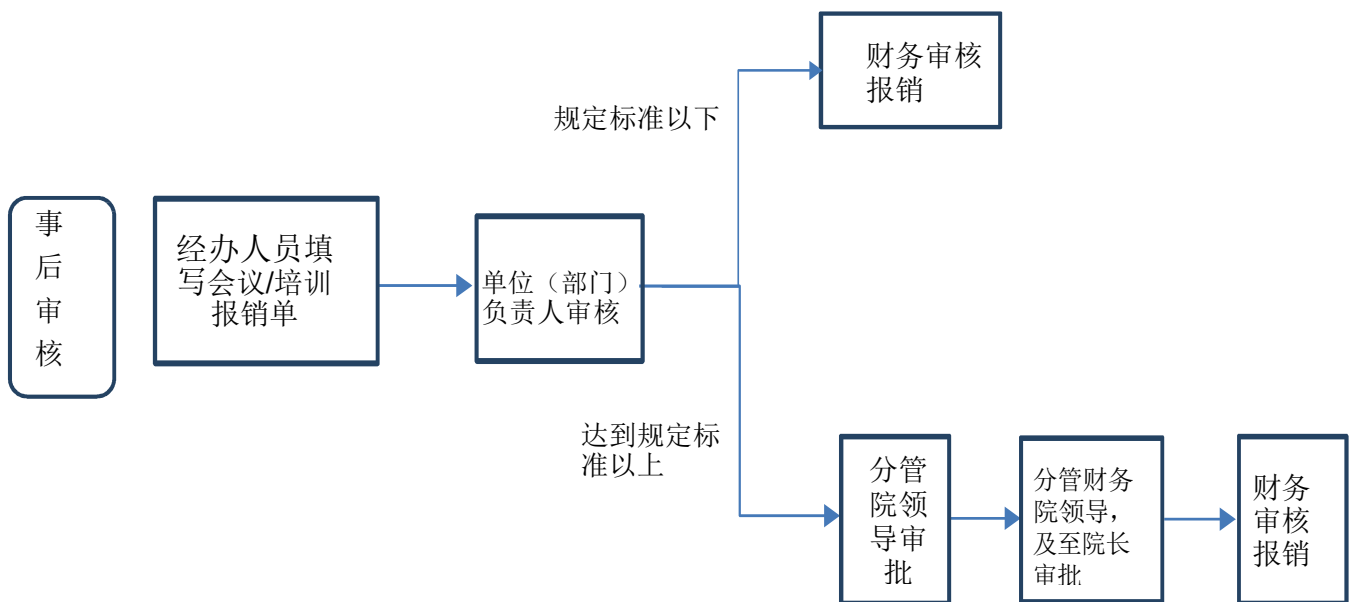 事
后
审
核
经办人员填
写会议/培训
报销单
单位（部门）
负责人审核
规定标准以下
财务审核
报销
达到规定标
准以上
分管
院领
导审
批
分管财务
院领导，
及至院长
审批
财务
审核
报销